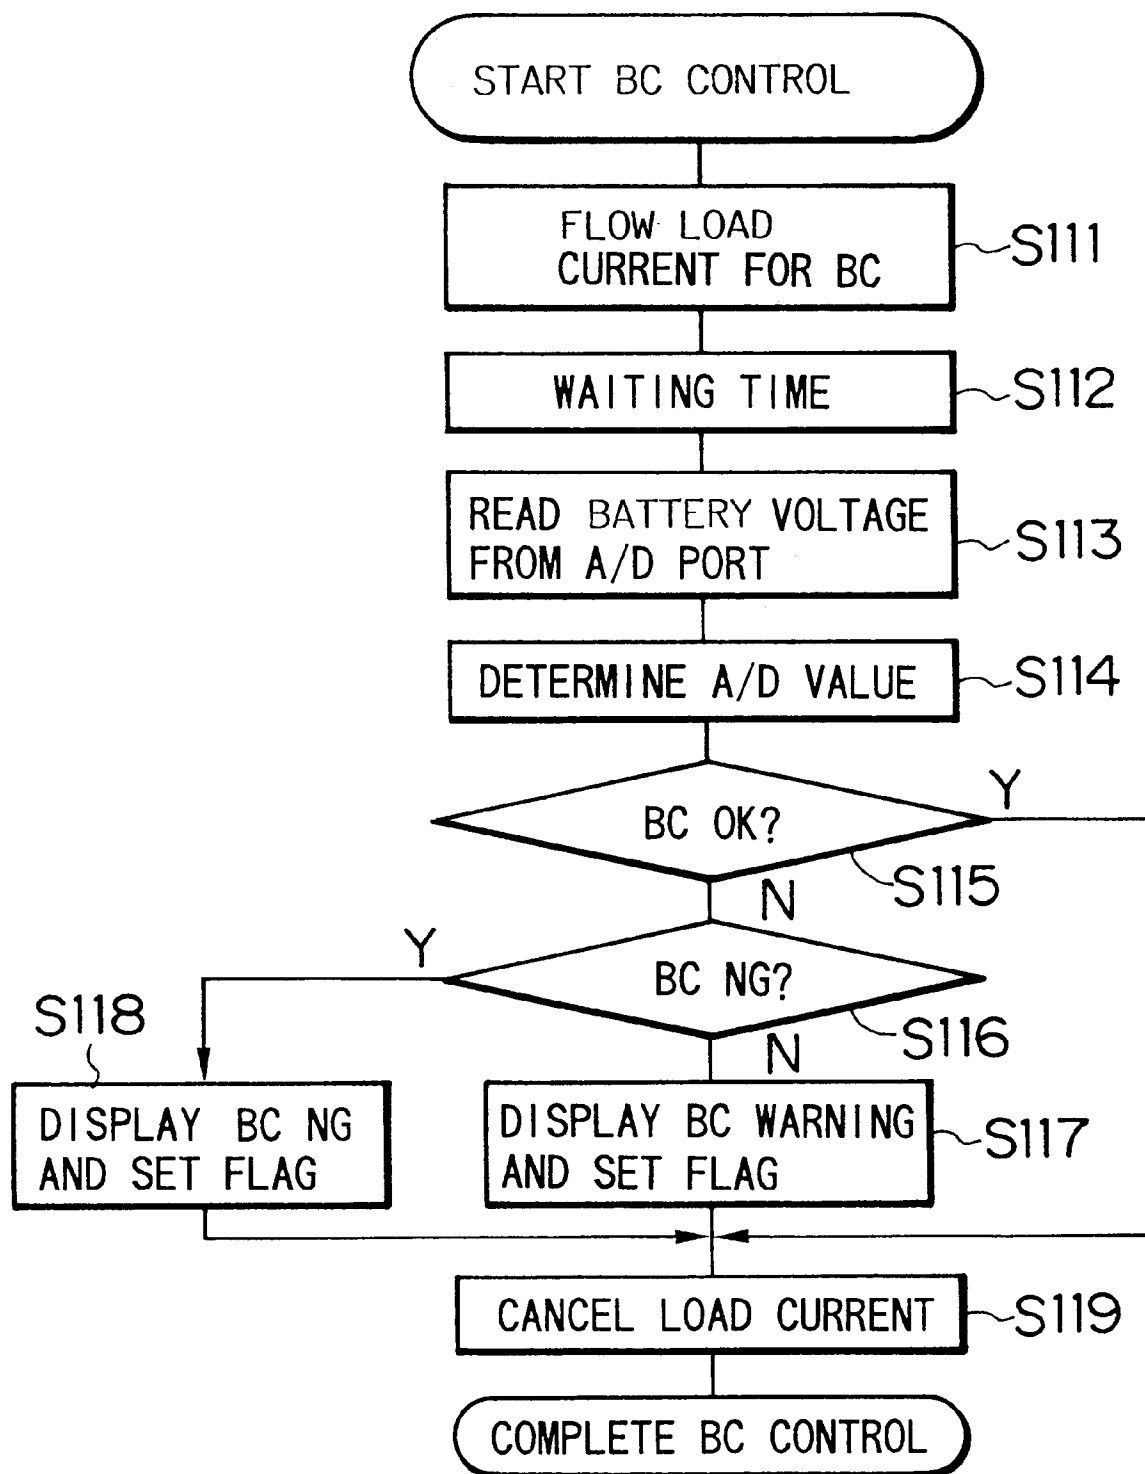 START BC CONTROL
FLOW LOAD
CURRENT FOR BC
S111
WAITING TIME
S112
READ BATTERY VOLTAGE
FROM A/D PORT
S113
DETERMINE A/D VALUE
S114
BC OK?
Y
S115
N
BC NG?
Y
S116
N
S118
DISPLAY BC NG
AND SET FLAG
DISPLAY BC WARNING
AND SET FLAG
S117
CANCEL LOAD CURRENT
S119
COMPLETE BC CONTROL